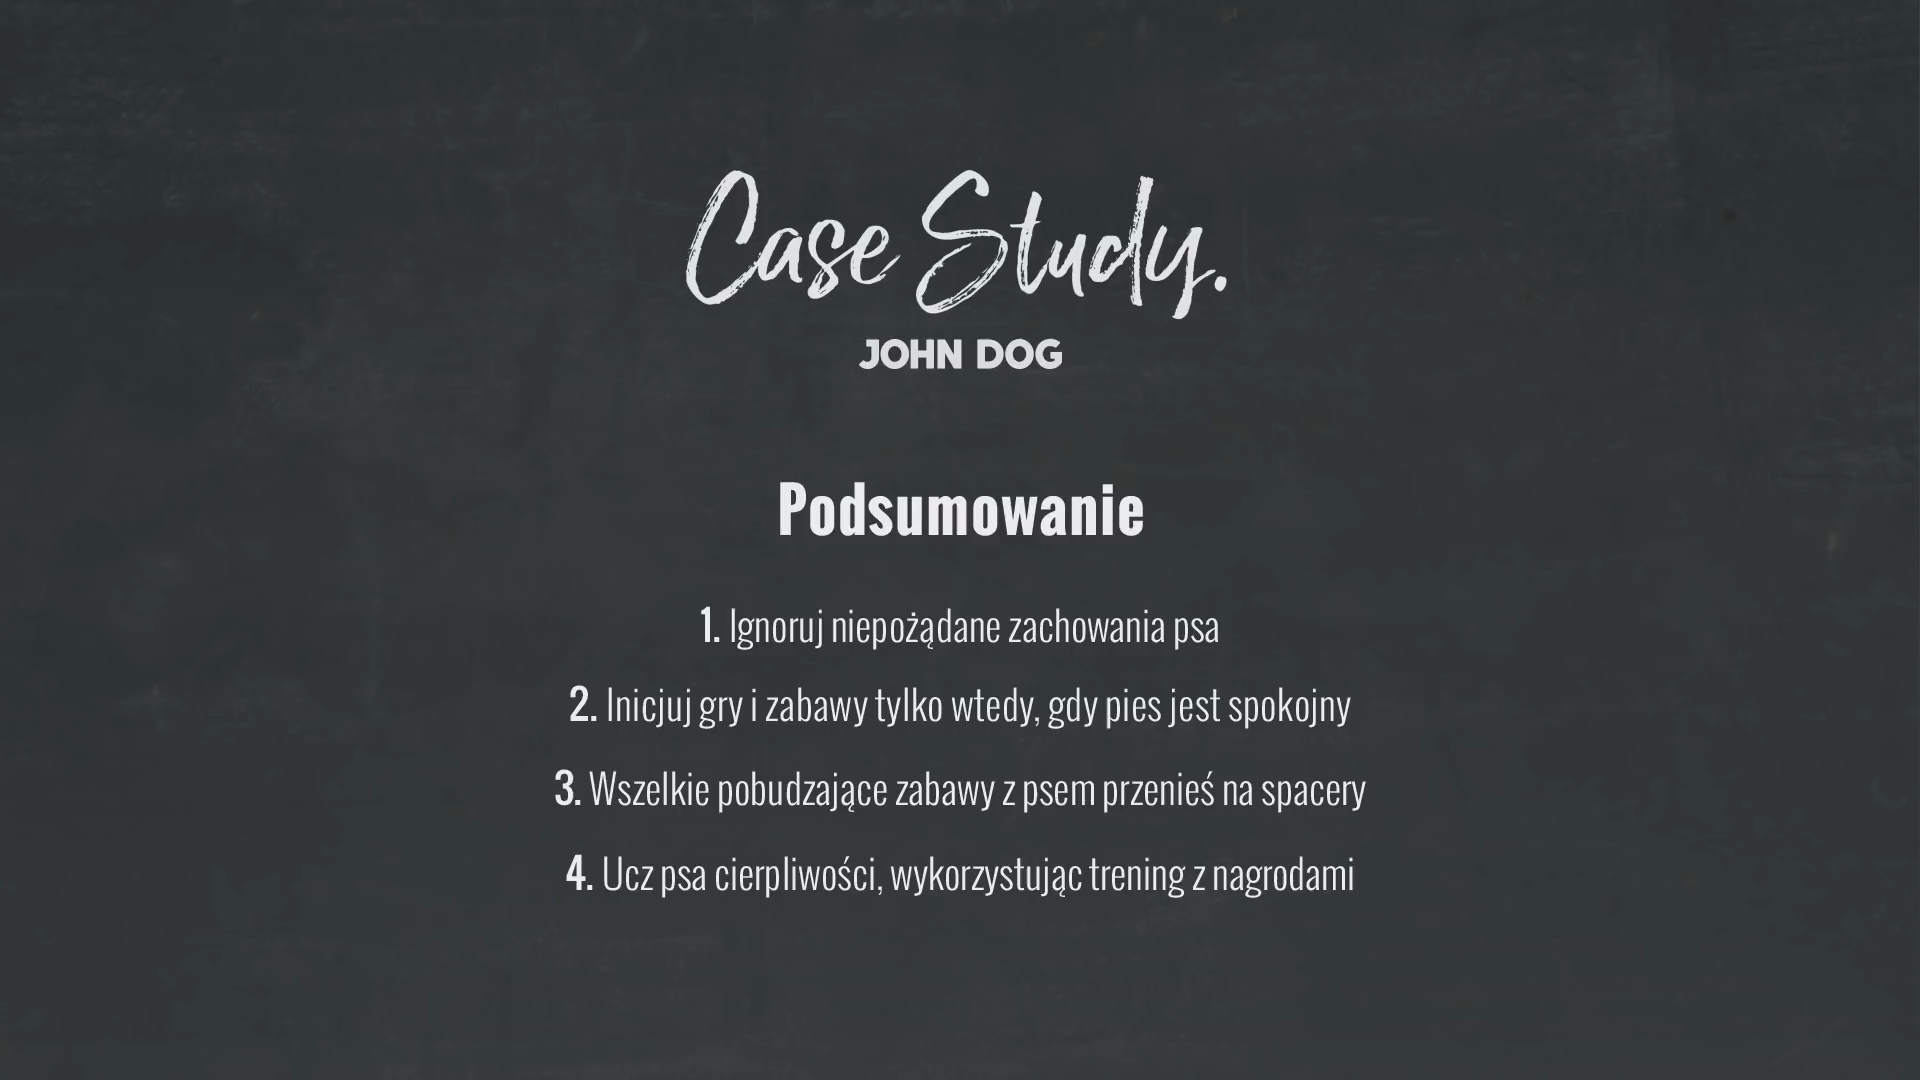 Case Study.
JOHN DOG
Podsumowanie
1. Ignoruj niepożądane zachowania psa
2. Inicjuj gry i zabawy tylko wtedy, gdy pies jest spokojny
3. Wszelkie pobudzające zabawy z psem przenieś na spacery
4. Ucz psa cierpliwości, wykorzystując trening z nagrodami